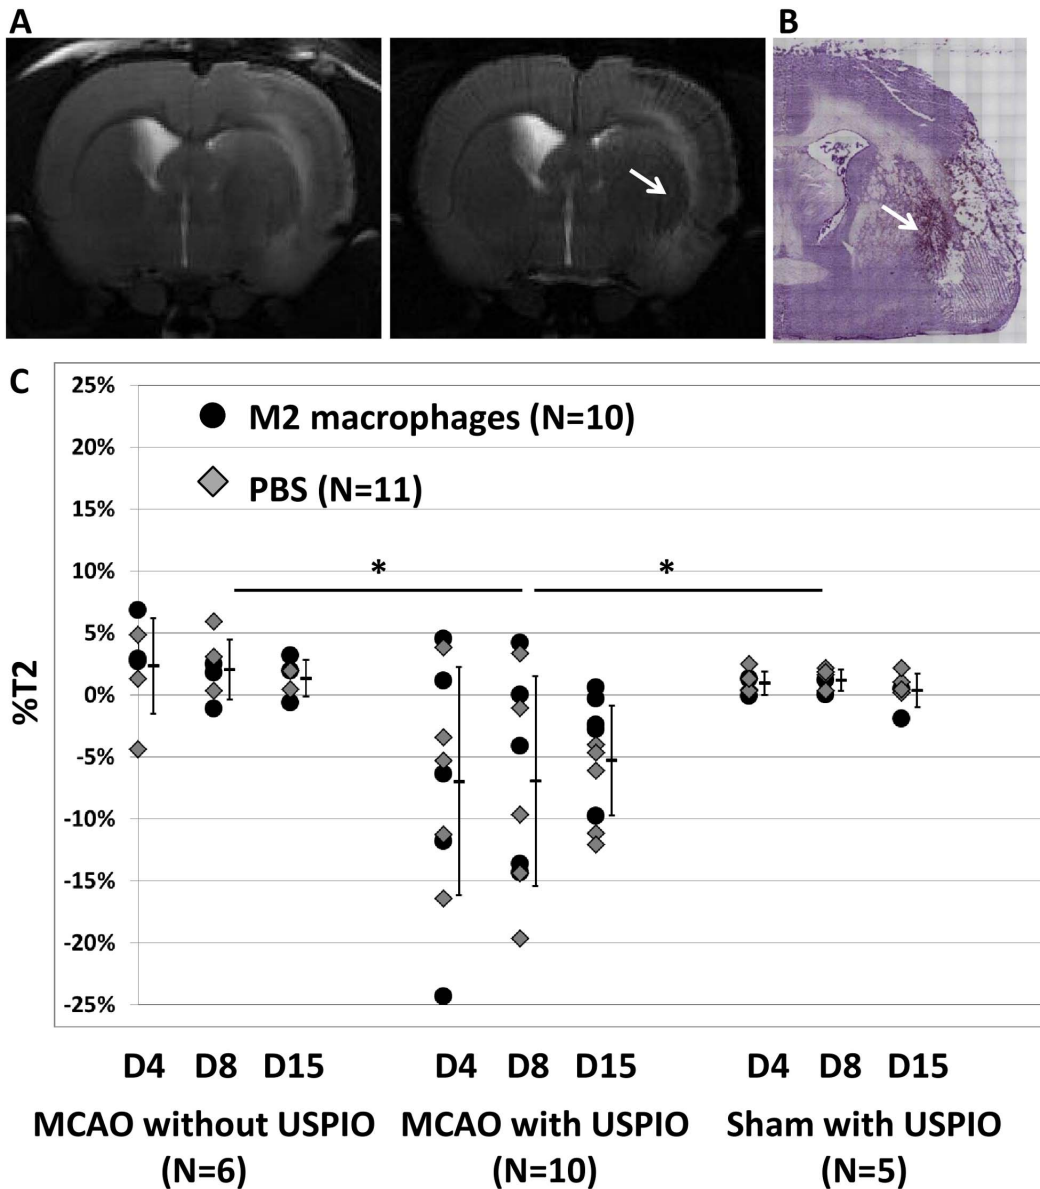 A
B
C
25%
20%
15%
10%
5%
0%
-5%
-10%
-15%
-20%
-25%
%T2
M2 macrophages (N=10)
PBS (N=11)
* *
D4 D8 D15 D4 D8 D15 D4 D8 D15
MCAO without USPIO MCAO with USPIO Sham with USPIO
(N=6) (N=10) (N=5)